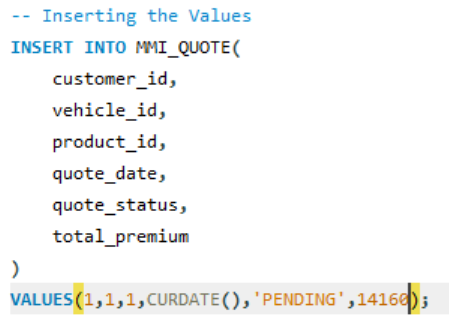 -- Inserting the Values
INSERT INTO MMI_QUOTE(
    customer_id,
    vehicle_id,
    product_id,
    quote_date,
    quote_status,
    total_premium
)
VALUES(1,1,1,CURDATE(),'PENDING',14160);